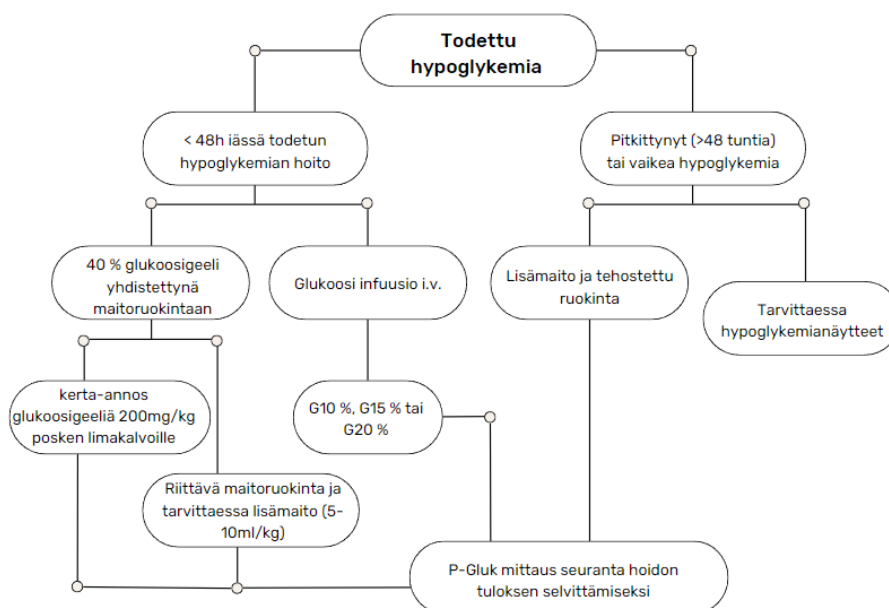 Todettu
hypoglykemia
< 48h iässä todetun
hypoglykemian hoito
Pitkittynyt (>48 tuntia)
tai vaikea hypoglykemia
40 % glukoosigeeli
yhdistettynä
maitoruokintaan
Glukoosi infuusio i.v.
Lisämaito ja tehostettu
ruokinta
Tarvittaessa
hypoglykemianäytteet
kerta-annos
glukoosigeeliä 200mg/kg
posken limakalvoille
G10 %, G15 % tai
G20 %
Riittävä maitoruokinta ja
tarvittaessa lisämaito (5-
10ml/kg)
P-Gluk mittaus seuranta hoidon
tuloksen selvittämiseksi